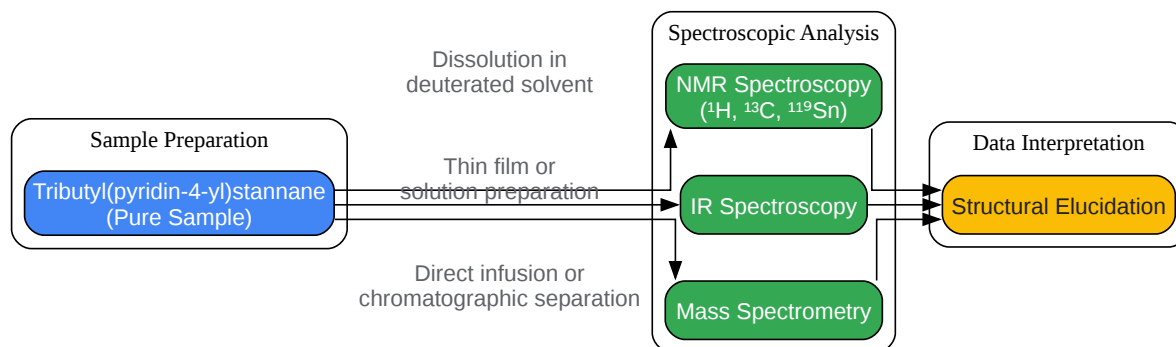 Sample Preparation
Tributyl(pyridin-4-yl)stannane
(Pure Sample)
Dissolution in
deuterated solvent
Thin film or
solution preparation
Direct infusion or
chromatographic separation
Spectroscopic Analysis
NMR Spectroscopy
(¹H, ¹³C, ¹¹⁹Sn)
IR Spectroscopy
Mass Spectrometry
Data Interpretation
Structural Elucidation